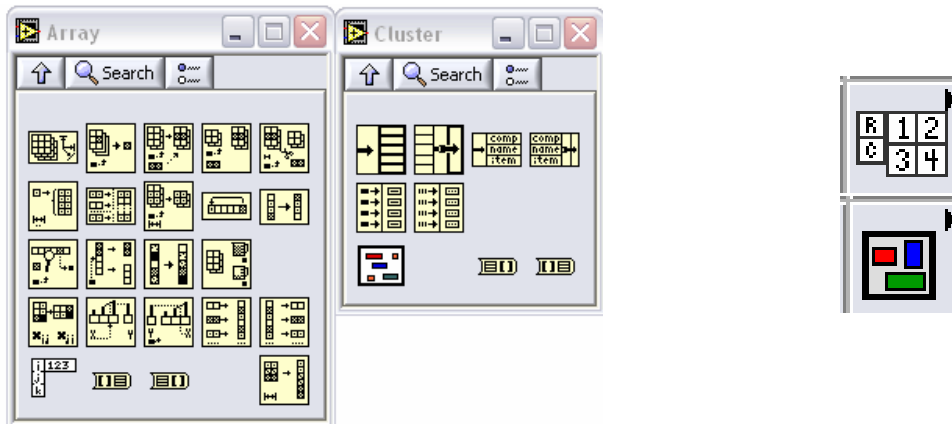 Array
Search
Cluster
Search
comp
name
item
comp
name
item
i 123
j
k
X i j X i j
X Y
Y X
R 1 2
C 3 4